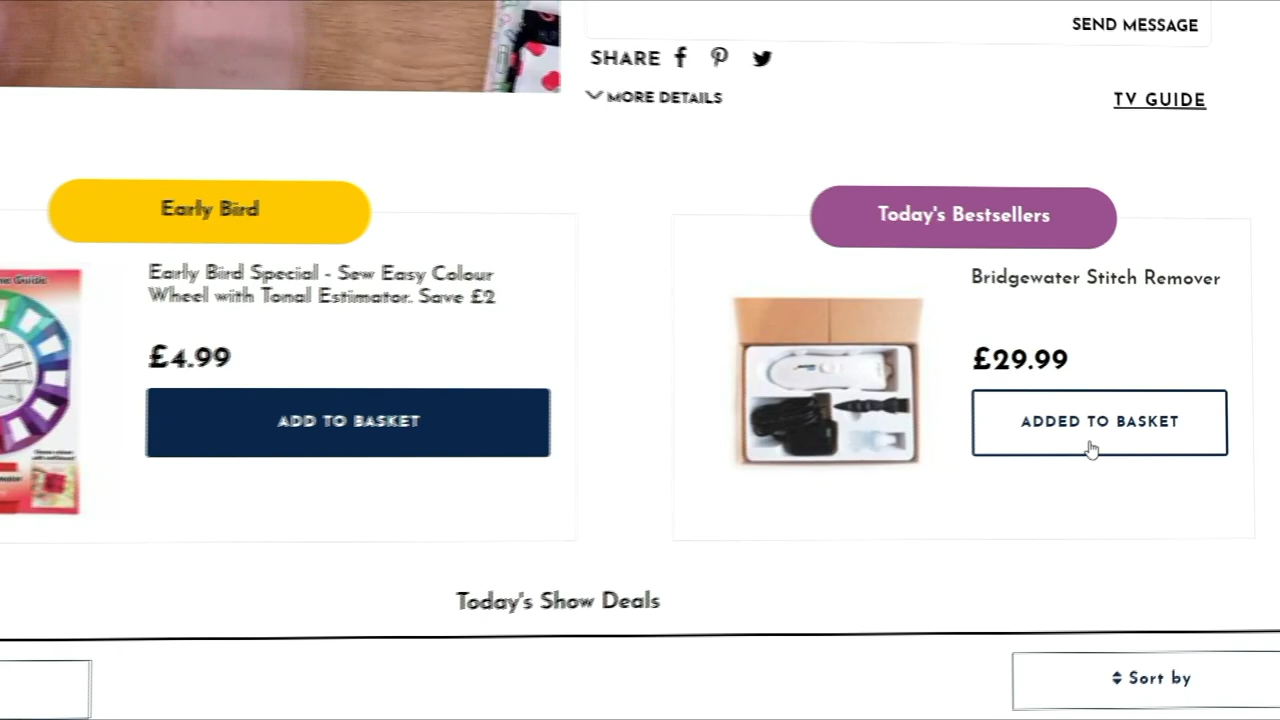 SEND MESSAGE
SHARE
MORE DETAILS
TV GUIDE
Early Bird
Today's Bestsellers
Early Bird Special - Sew Easy Colour
Wheel with Tonal Estimator. Save £2
£4.99
ADD TO BASKET
Bridgewater Stitch Remover
£29.99
ADDED TO BASKET
Today's Show Deals
Sort by